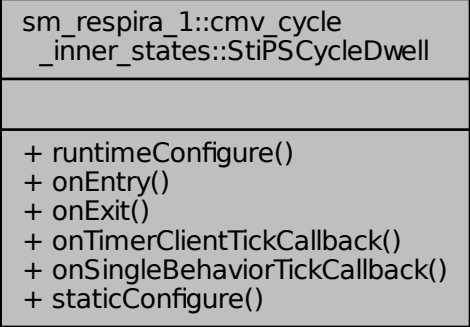 sm_respira_1::cmv_cycle
_inner_states::StiPSCycleDwell
+ runtimeConfigure()
+ onEntry()
+ onExit()
+ onTimerClientTickCallback()
+ onSingleBehaviorTickCallback()
+ staticConfigure()